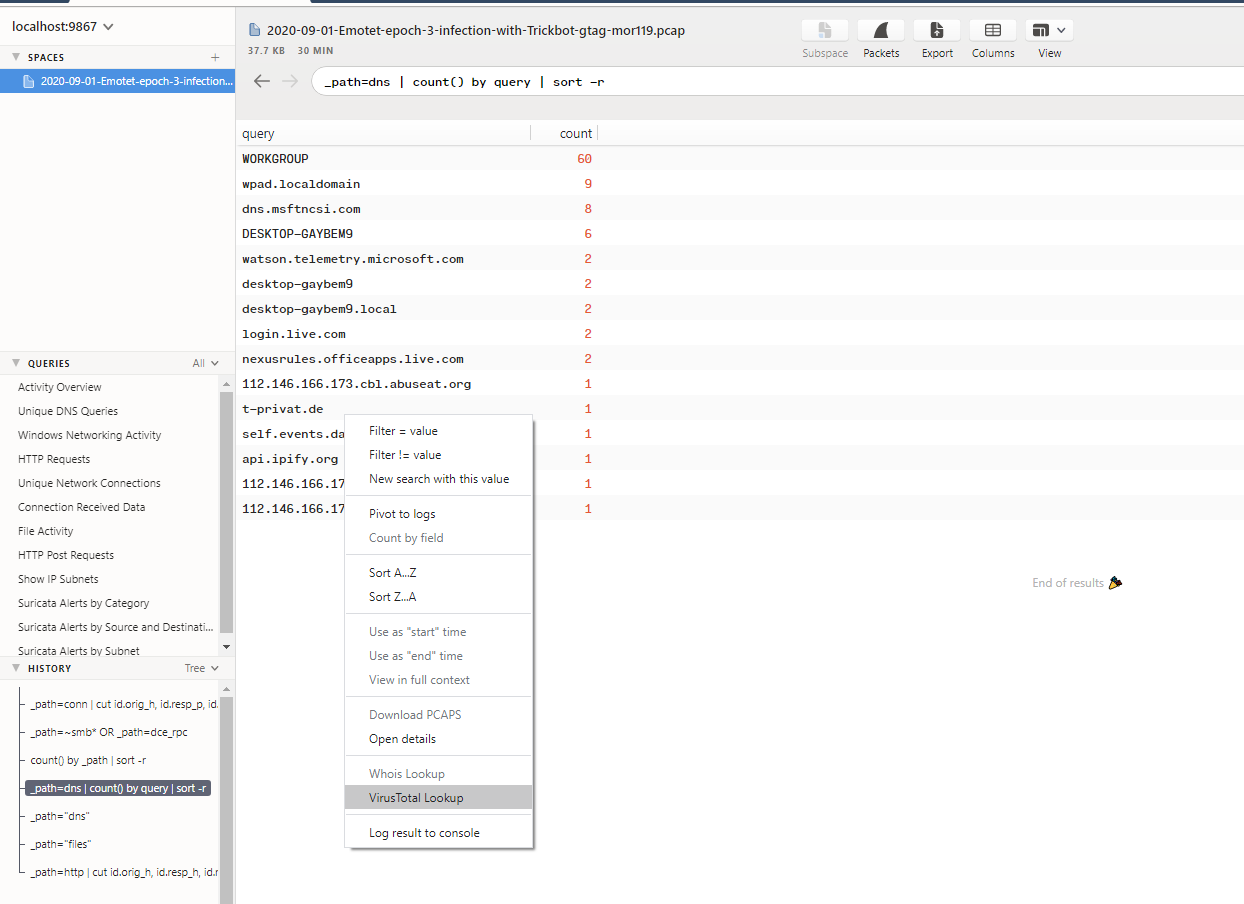 localhost:9867
SPACES +
2020-09-01-Emotet-epoch-3-infection...
2020-09-01-Emotet-epoch-3-infection-with-Trickbot-gtag-mor119.pcap
37.7 KB 30 MIN
Subspace Packets Export Columns View
_path=dns | count() by query | sort -r
query count
WORKGROUP 60
wpad.localdomain 9
dns.msftncsi.com 8
DESKTOP-GAYBEM9 6
watson.telemetry.microsoft.com 2
desktop-gaybem9 2
desktop-gaybem9.local 2
login.live.com 2
nexusrules.officeapps.live.com 2
112.146.166.173.cbl.abuseat.org 1
t-privat.de 1
self.events.da 1
api.ipify.org 1
112.146.166.17 1
112.146.166.17 1
Filter = value
Filter != value
New search with this value
Pivot to logs
Count by field
Sort A...Z
Sort Z...A
Use as "start" time
Use as "end" time
View in full context
Download PCAPS
Open details
Whois Lookup
VirusTotal Lookup
Log result to console
End of results
QUERIES All
Activity Overview
Unique DNS Queries
Windows Networking Activity
HTTP Requests
Unique Network Connections
Connection Received Data
File Activity
HTTP Post Requests
Show IP Subnets
Suricata Alerts by Category
Suricata Alerts by Source and Destinati...
Suricata Alerts by Subnet
HISTORY Tree
_path=conn | cut id.orig_h, id.resp_p, id.
_path=~smb* OR _path=dce_rpc
count() by _path | sort -r
_path=dns | count() by query | sort -r
_path="dns"
_path="files"
_path=http | cut id.orig_h, id.resp_h, id.r